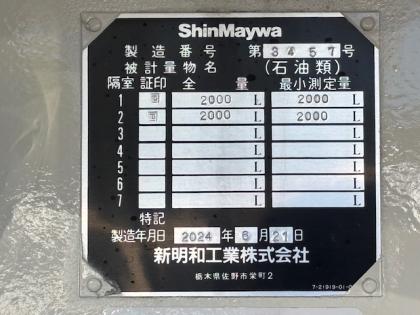 ShinMaywa
製造番号 第3457号
被計量物名 (石油類)
隔室 証印 全量 最小測定量
1 2000 L 2000 L
2 2000 L 2000 L
3 L L
4 L L
5 L L
6 L L
7 L L
特記
製造年月日 2024年6月21日
新明和工業株式会社
栃木県佐野市栄町2